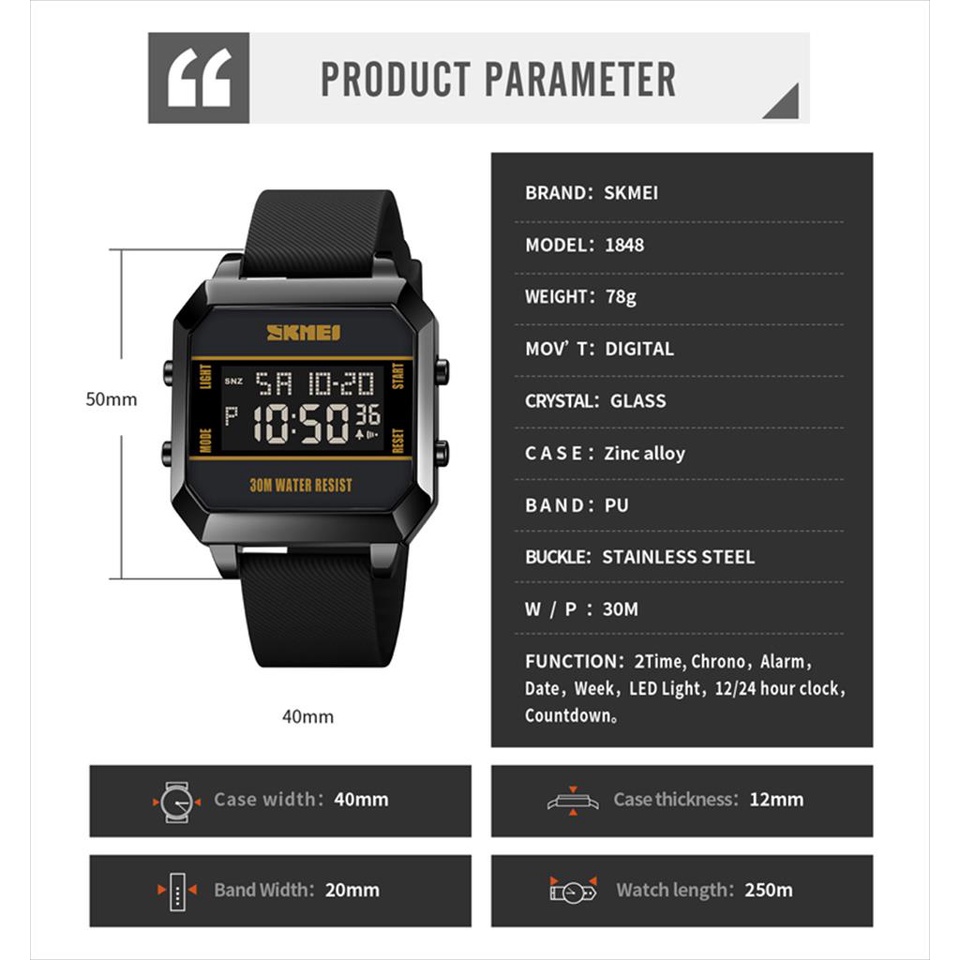 PRODUCT PARAMETER
BRAND： SKMEI
MODEL： 1848
WEIGHT： 78g
MOV’ T： DIGITAL
CRYSTAL： GLASS
CASE： Zinc alloy
BAND： PU
BUCKLE： STAINLESS STEEL
W / P ： 30M
FUNCTION： 2Time, Chrono，Alarm，
Date，Week，LED Light，12/24 hour clock，
Countdown。
50mm
SKMEI
LIGHT
START
SNZ
SA 10-20
P
10:50 36
MODE
RESET
30M WATER RESIST
40mm
Case width： 40mm
Case thickness： 12mm
Band Width： 20mm
Watch length： 250m